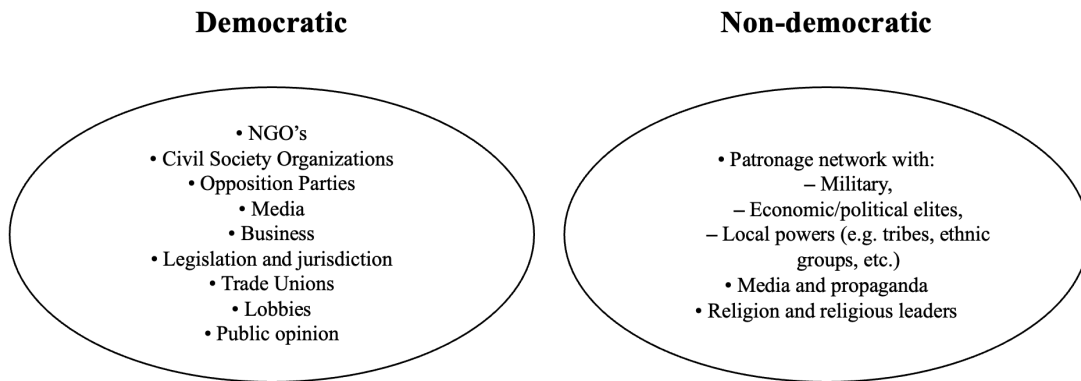 Democratic
Non-democratic
• NGO's
• Civil Society Organizations
• Opposition Parties
• Media
• Business
• Legislation and jurisdiction
• Trade Unions
• Lobbies
• Public opinion
• Patronage network with:
– Military,
– Economic/political elites,
– Local powers (e.g. tribes, ethnic
groups, etc.)
• Media and propaganda
• Religion and religious leaders